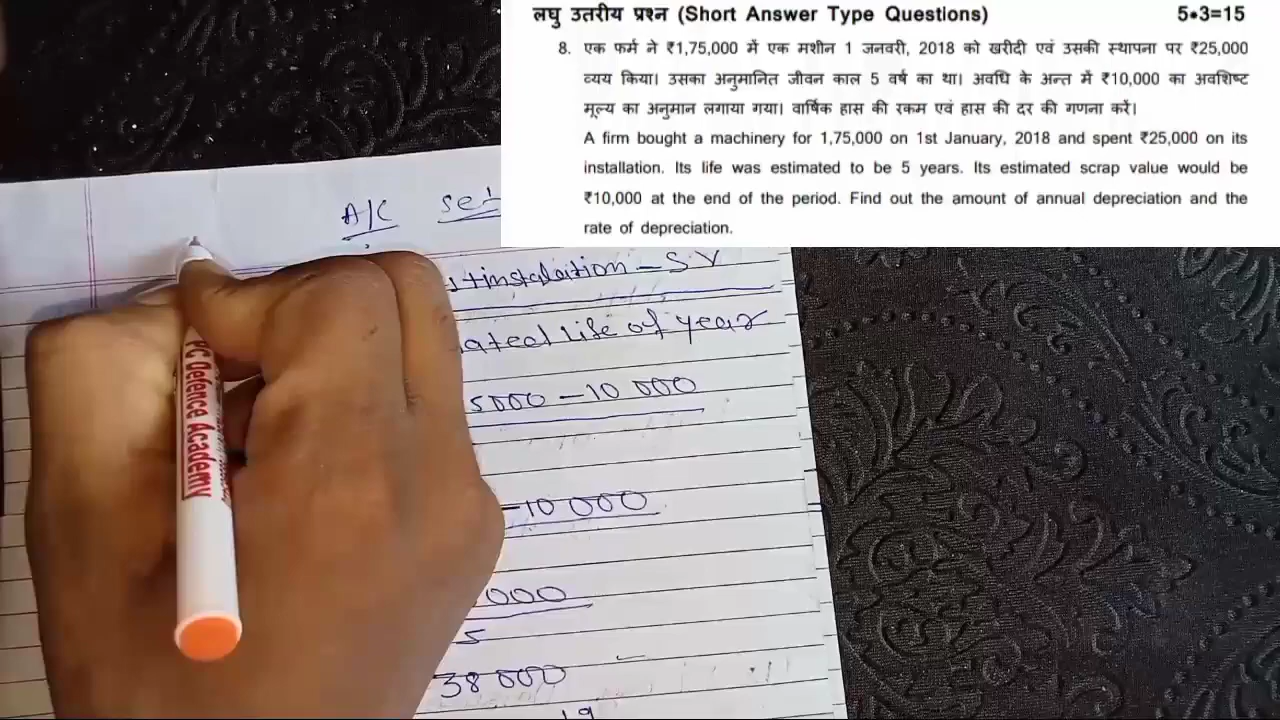 लघु उतरीय प्रश्न (Short Answer Type Questions) 5*3=15
8. एक फर्म ने ₹1,75,000 में एक मशीन 1 जनवरी, 2018 को खरीदी एवं उसकी स्थापना पर ₹25,000
व्यय किया। उसका अनुमानित जीवन काल 5 वर्ष का था। अवधि के अन्त में ₹10,000 का अवशिष्ट
मूल्य का अनुमान लगाया गया। वार्षिक ह्रास की रकम एवं ह्रास की दर की गणना करें।
A firm bought a machinery for 1,75,000 on 1st January, 2018 and spent ₹25,000 on its
installation. Its life was estimated to be 5 years. Its estimated scrap value would be
₹10,000 at the end of the period. Find out the amount of annual depreciation and the
rate of depreciation.
A/C set
+instalaition - S V
ated life of year
5000 - 10 000
-10 000
000
5
38000
19
PC Defence Academy